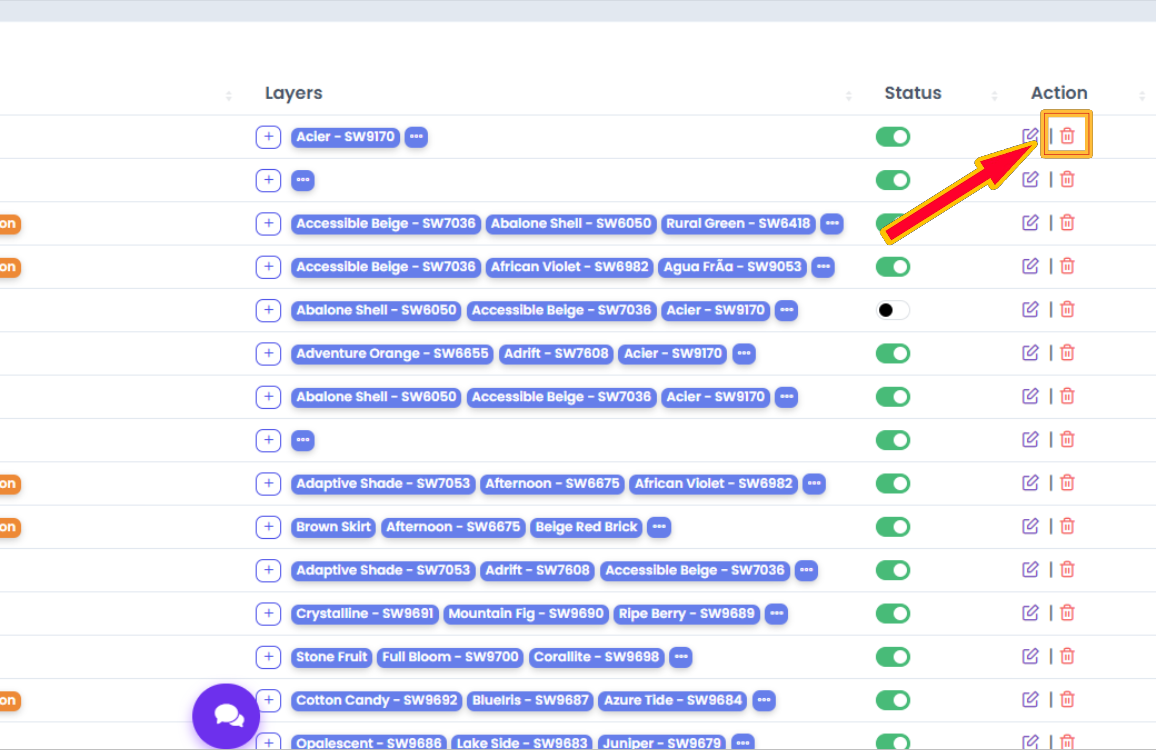 Layers Status Action
+ Acier - SW9170 |
+ |
on + Accessible Beige - SW7036 Abalone Shell - SW6050 Rural Green - SW6418 |
on + Accessible Beige - SW7036 African Violet - SW6982 Agua FrÃa - SW9053 |
+ Abalone Shell - SW6050 Accessible Beige - SW7036 Acier - SW9170 |
+ Adventure Orange - SW6655 Adrift - SW7608 Acier - SW9170 |
+ Abalone Shell - SW6050 Accessible Beige - SW7036 Acier - SW9170 |
+ |
on + Adaptive Shade - SW7053 Afternoon - SW6675 African Violet - SW6982 |
on + Brown Skirt Afternoon - SW6675 Beige Red Brick |
+ Adaptive Shade - SW7053 Adrift - SW7608 Accessible Beige - SW7036 |
+ Crystalline - SW9691 Mountain Fig - SW9690 Ripe Berry - SW9689 |
+ Stone Fruit Full Bloom - SW9700 Corallite - SW9698 |
on + Cotton Candy - SW9692 BlueIris - SW9687 Azure Tide - SW9684 |
+ Opalescent - SW9686 Lake Side - SW9683 Juniper - SW9679 |